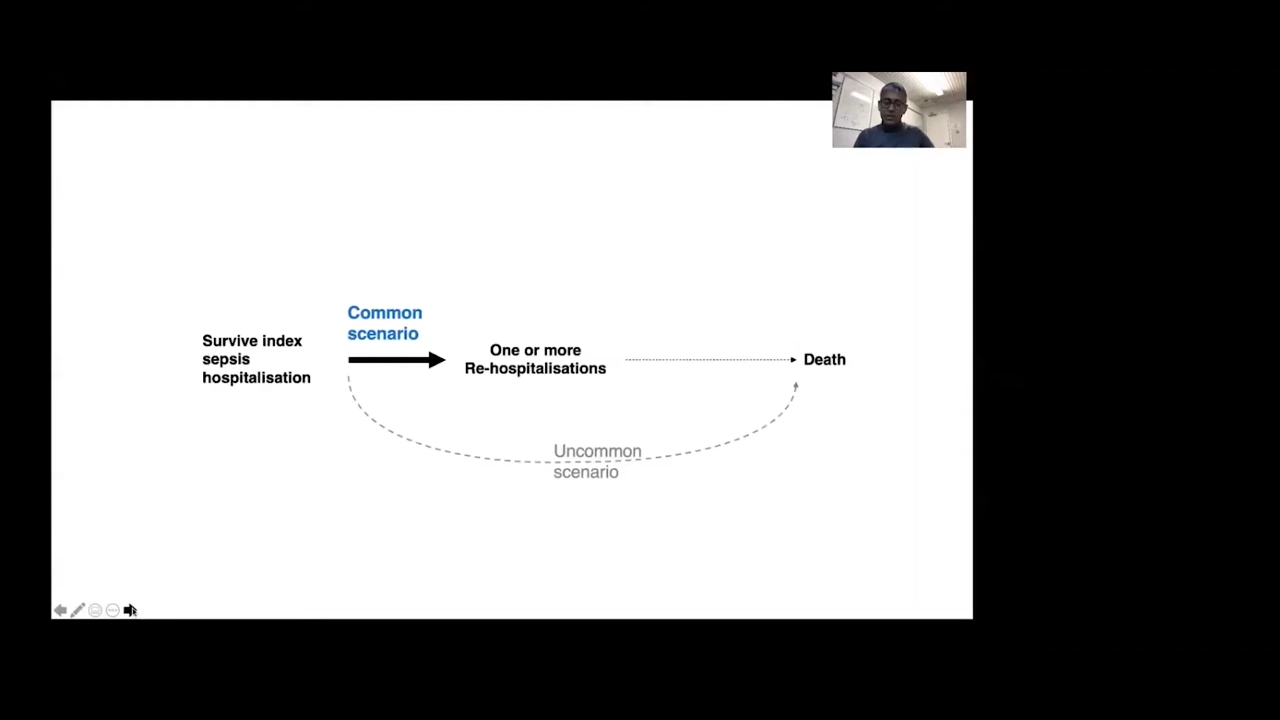 Common
scenario
Survive index
sepsis
hospitalisation
One or more
Re-hospitalisations
Death
Uncommon
scenario